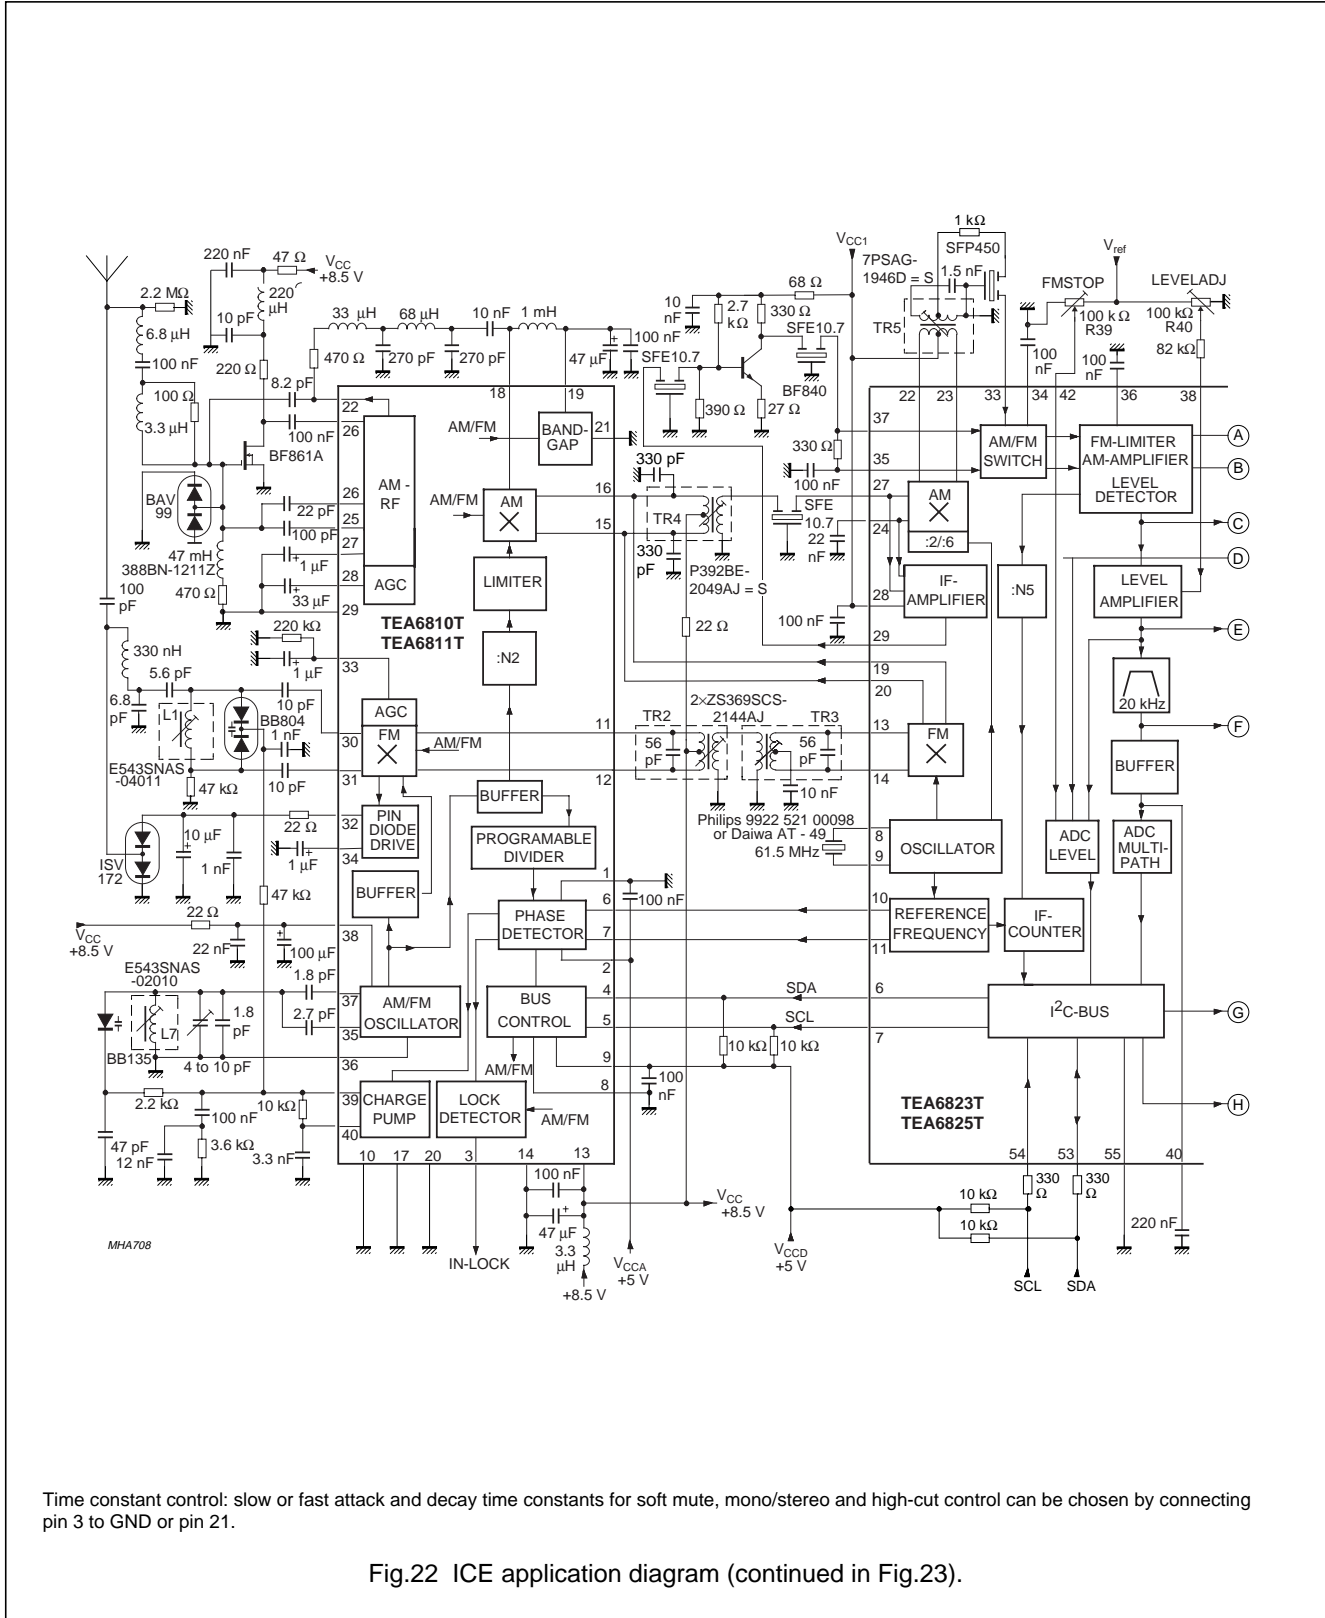 1 kΩ
SFP450
VCC1
Vref
220 nF
47 Ω
VCC
+8.5 V
7PSAG-
1946D = S
1.5 nF
FMSTOP
LEVELADJ
2.2 MΩ
220
μH
68 Ω
6.8 μH
10 pF
33 μH
68 μH
10 nF
1 mH
10
nF
2.7
kΩ
330 Ω
SFE10.7
TR5
100 kΩ
R39
100 kΩ
R40
100 nF
220 Ω
470 Ω
270 pF
270 pF
47 μF
100 nF
SFE10.7
BF840
100
nF
100
nF
82 kΩ
100 Ω
8.2 pF
3.3 μH
100 nF
BF861A
390 Ω
27 Ω
22
23
33
34
42
36
38
22
18
19
26
AM/FM
BAND-
GAP
21
330 Ω
37
AM/FM
SWITCH
FM-LIMITER
AM-AMPLIFIER
LEVEL
DETECTOR
A
B
BAV
99
AM -
RF
330 pF
100 nF
35
26
22 pF
25
100 pF
AM/FM
AM
16
15
TR4
SFE
10.7
27
AM
24
:2/:6
C
47 mH
388BN-1211Z
27
1 μF
330
pF
22
nF
D
100
pF
470 Ω
28
33 μF
AGC
29
LIMITER
P392BE-
2049AJ = S
IF-
AMPLIFIER
28
:N5
LEVEL
AMPLIFIER
TEA6810T
TEA6811T
100 nF
29
E
220 kΩ
22 Ω
330 nH
1 μF
33
:N2
19
20
5.6 pF
6.8
pF
L1
10 pF
BB804
1 nF
AGC
FM
30
31
AM/FM
11
12
TR2
2×ZS369SCS-
2144AJ
TR3
56
pF
56
pF
13
14
FM
20 kHz
F
E543SNAS
-04011
47 kΩ
10 pF
BUFFER
10 nF
BUFFER
10 μF
1 nF
22 Ω
32
1 μF
34
PIN
DIODE
DRIVE
PROGRAMABLE
DIVIDER
Philips 9922 521 00098
or Daiwa AT - 49
61.5 MHz
8
9
OSCILLATOR
ADC
LEVEL
ADC
MULTI-
PATH
ISV
172
47 kΩ
BUFFER
1
100 nF
22 Ω
VCC
+8.5 V
22 nF
100 μF
38
PHASE
DETECTOR
6
7
2
10
11
REFERENCE
FREQUENCY
IF-
COUNTER
E543SNAS
-02010
1.8 pF
37
AM/FM
OSCILLATOR
BUS
CONTROL
4
5
SDA
SCL
6
7
I2C-BUS
G
L7
1.8
pF
2.7 pF
35
BB135
4 to 10 pF
36
AM/FM
9
8
10 kΩ
10 kΩ
100
nF
2.2 kΩ
100 nF
10 kΩ
39
40
CHARGE
PUMP
LOCK
DETECTOR
AM/FM
TEA6823T
TEA6825T
H
47 pF
12 nF
3.6 kΩ
3.3 nF
10
17
20
3
14
13
54
53
55
40
100 nF
47 μF
3.3
μH
VCC
+8.5 V
330
Ω
330
Ω
10 kΩ
10 kΩ
220 nF
MHA708
IN-LOCK
VCCA
+5 V
VCCD
+5 V
+8.5 V
SCL
SDA
Time constant control: slow or fast attack and decay time constants for soft mute, mono/stereo and high-cut control can be chosen by connecting
pin 3 to GND or pin 21.
Fig.22 ICE application diagram (continued in Fig.23).